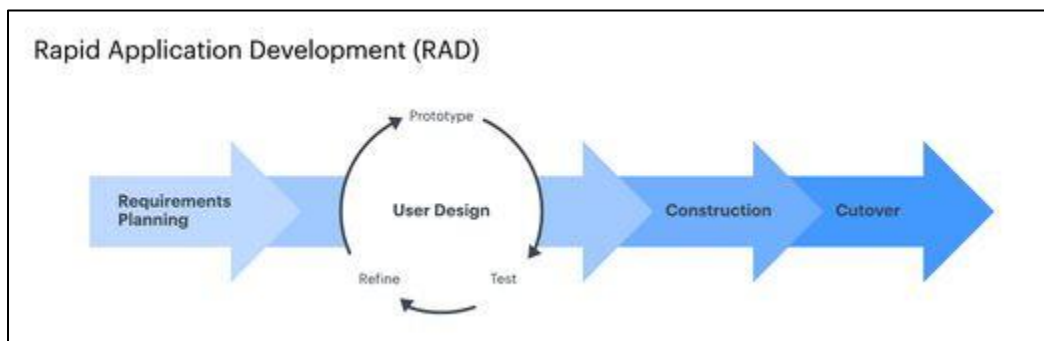 Rapid Application Development (RAD)
Prototype
Requirements
Planning
User Design
Construction
Cutover
Refine
Test